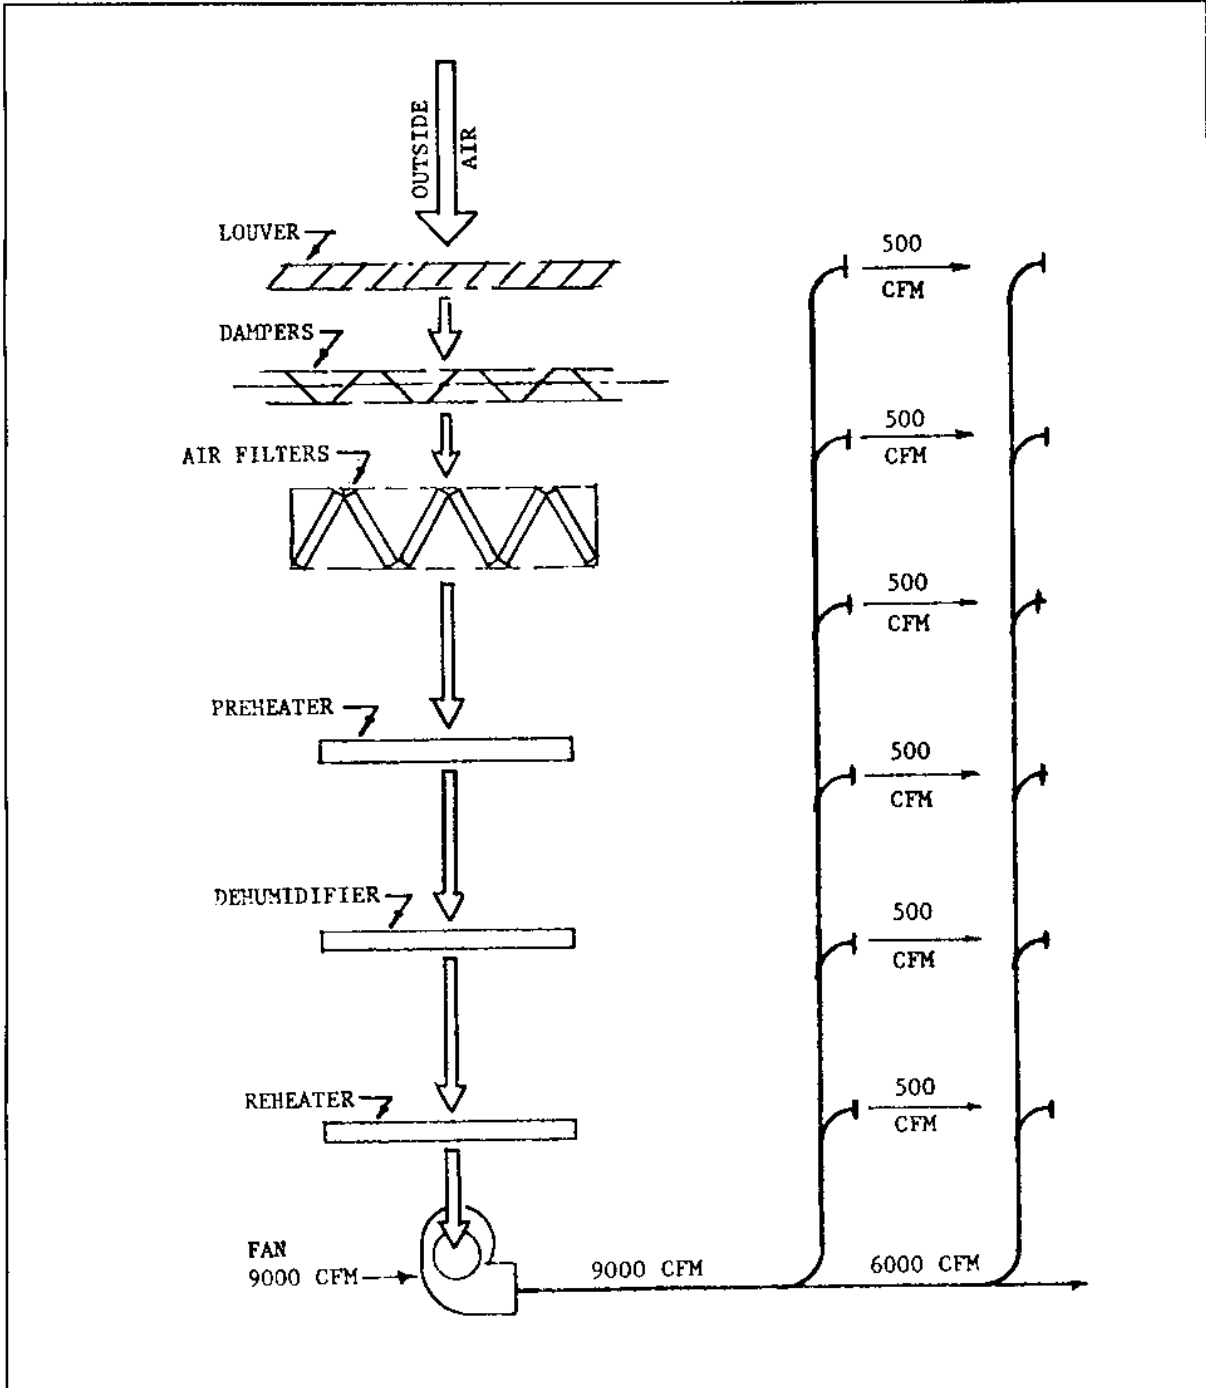 OUTSIDE
AIR
LOUVER
DAMPERS
AIR FILTERS
PREHEATER
DEHUMIDIFIER
REHEATER
FAN
9000 CFM
9000 CFM
6000 CFM
500
CFM
500
CFM
500
CFM
500
CFM
500
CFM
500
CFM